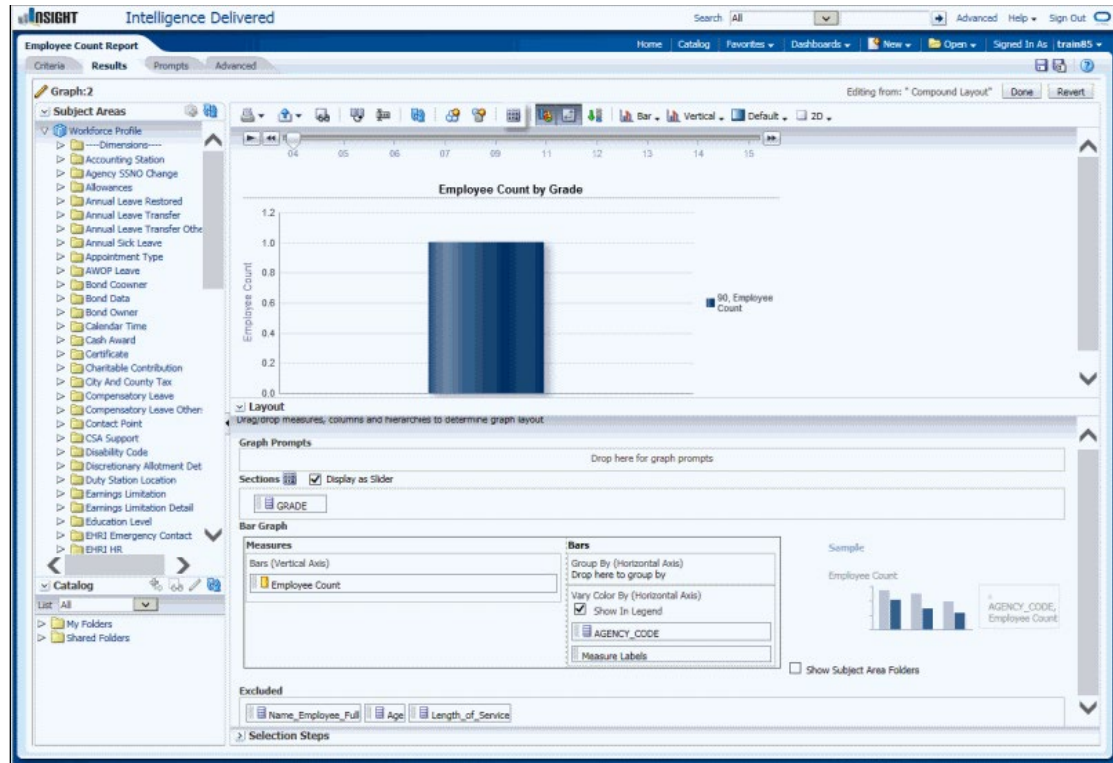 INSIGHT Intelligence Delivered Search All Advanced Help Sign Out
Employee Count Report Home Catalog Favorites Dashboards New Open Signed In As train85
Criteria Results Prompts Advanced
Graph:2 Editing from: " Compound Layout" Done Revert
Subject Areas
Bar Vertical Default 2D
Workforce Profile
----Dimensions----
Accounting Station
Agency SSNO Change
Allowances
Annual Leave Restored
Annual Leave Transfer
Annual Leave Transfer Othe
Annual Sick Leave
Appointment Type
AWOP Leave
Bond Coowner
Bond Data
Bond Owner
Calendar Time
Cash Award
Certificate
Charitable Contribution
City And County Tax
Compensatory Leave
Compensatory Leave Other
Contact Point
CSA Support
Disability Code
Discretionary Allotment Det
Duty Station Location
Earnings Limitation
Earnings Limitation Detail
Education Level
EHRI Emergency Contact
EHRI HR
Catalog
List All
My Folders
Shared Folders
04 05 06 07 09 11 12 13 14 15
Employee Count by Grade
1.2
1.0
0.8
0.6
0.4
0.2
0.0
Employee Count
90, Employee
Count
Layout
Drag/drop measures, columns and hierarchies to determine graph layout
Graph Prompts
Drop here for graph prompts
Sections Display as Slider
GRADE
Bar Graph
Measures
Bars (Vertical Axis)
Employee Count
Bars
Group By (Horizontal Axis)
Drop here to group by
Vary Color By (Horizontal Axis)
Show In Legend
AGENCY_CODE
Measure Labels
Sample
Employee Count
AGENCY_CODE,
Employee Count
Show Subject Area Folders
Excluded
Name_Employee_Full Age Length_of_Service
Selection Steps